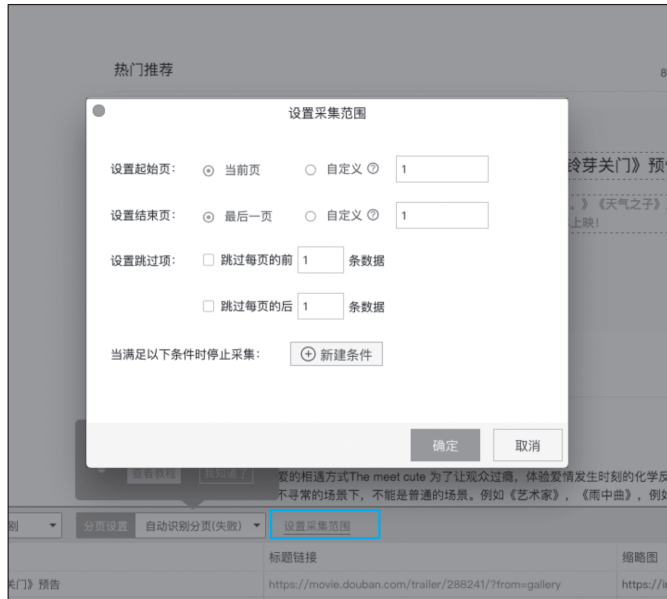 热门推荐
8
设置采集范围
设置起始页： 当前页 自定义 ? 1
铃芽关门》预
设置结束页： 最后一页 自定义 ? 1
。》《天气之子》
上映!
设置跳过项： 跳过每页的前 1 条数据
跳过每页的后 1 条数据
当满足以下条件时停止采集： 新建条件
确定 取消
查看教程
爱的相遇方式The meet cute 为了让观众过瘾，体验爱情发生时刻的化学反
不寻常的场景下，不能是普通的场景。例如《艺术家》，《雨中曲》，例如
别 分页设置 自动识别分页(失败) 设置采集范围
标题链接 缩略图
关门》预告 https://movie.douban.com/trailer/288241/?from=gallery https://i